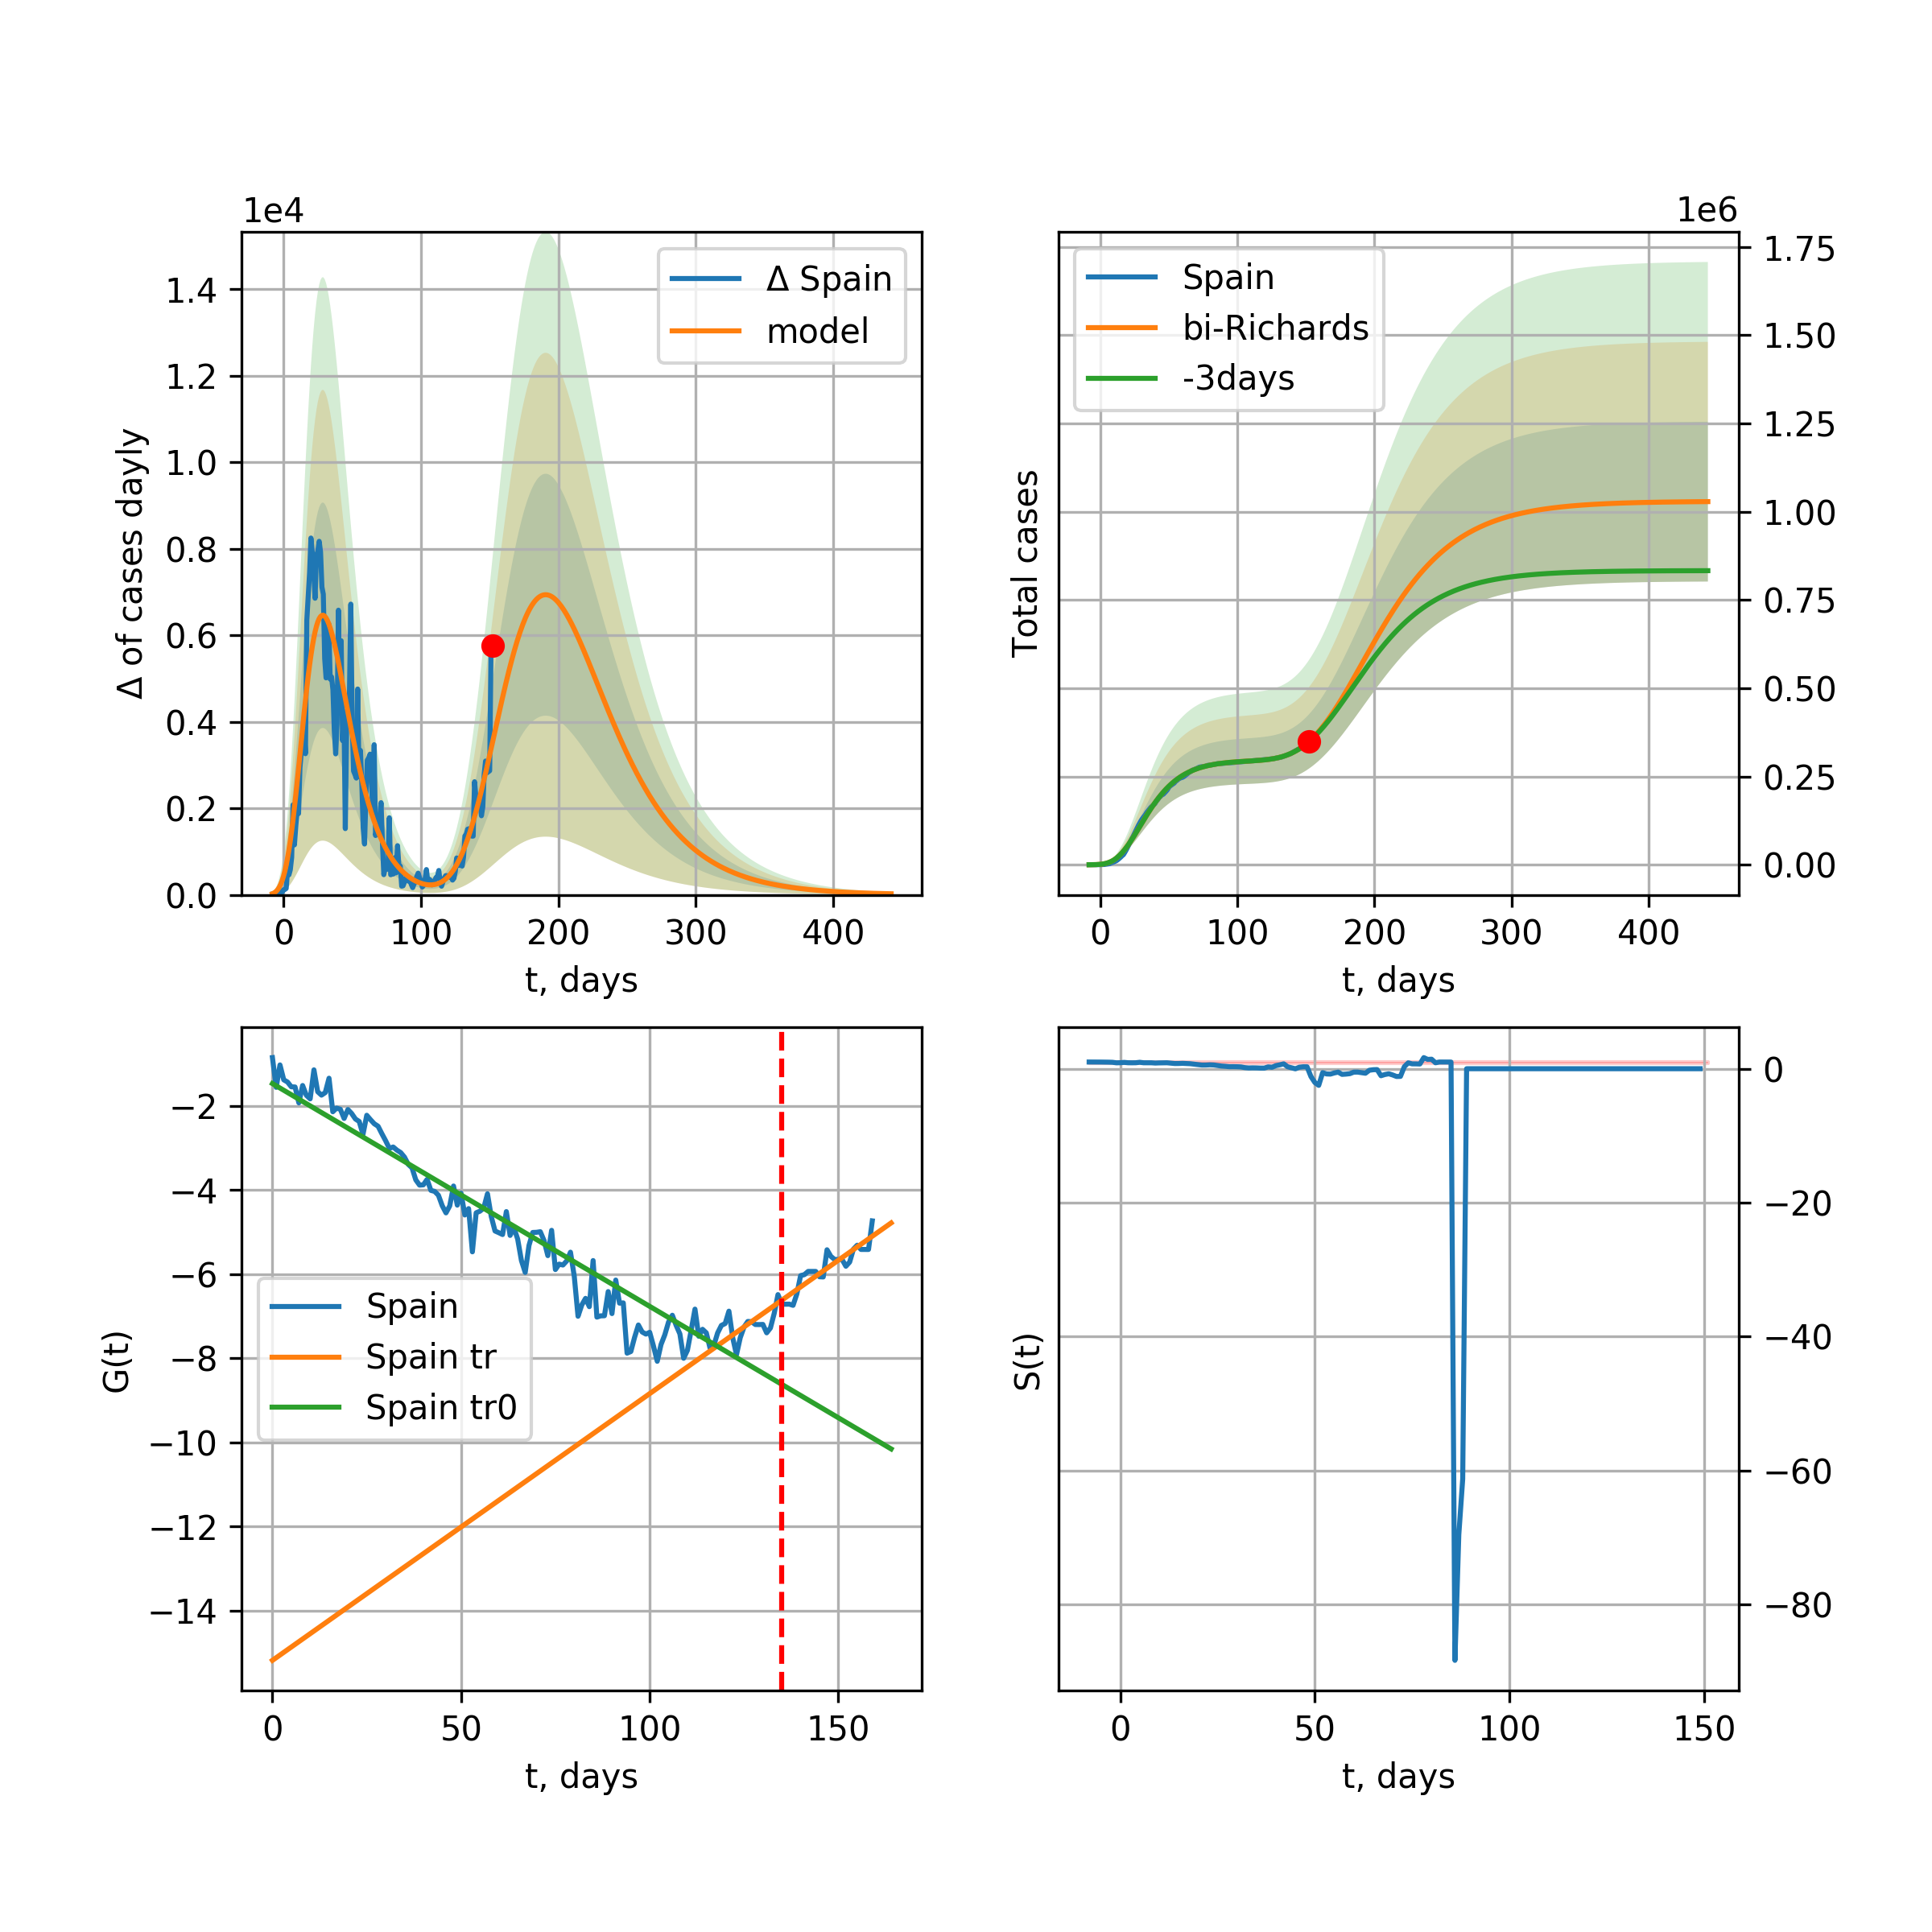 1e4
Δ of cases dayly
1.4
1.2
1.0
0.8
0.6
0.4
0.2
0.0
Δ Spain
model
0 100 200 300 400
t, days
1e6
Total cases
Spain
bi-Richards
-3days
1.75
1.50
1.25
1.00
0.75
0.50
0.25
0.00
0 100 200 300 400
t, days
G(t)
−2
−4
−6
−8
−10
−12
−14
Spain
Spain tr
Spain tr0
0 50 100 150
t, days
S(t)
0
−20
−40
−60
−80
0 50 100 150
t, days